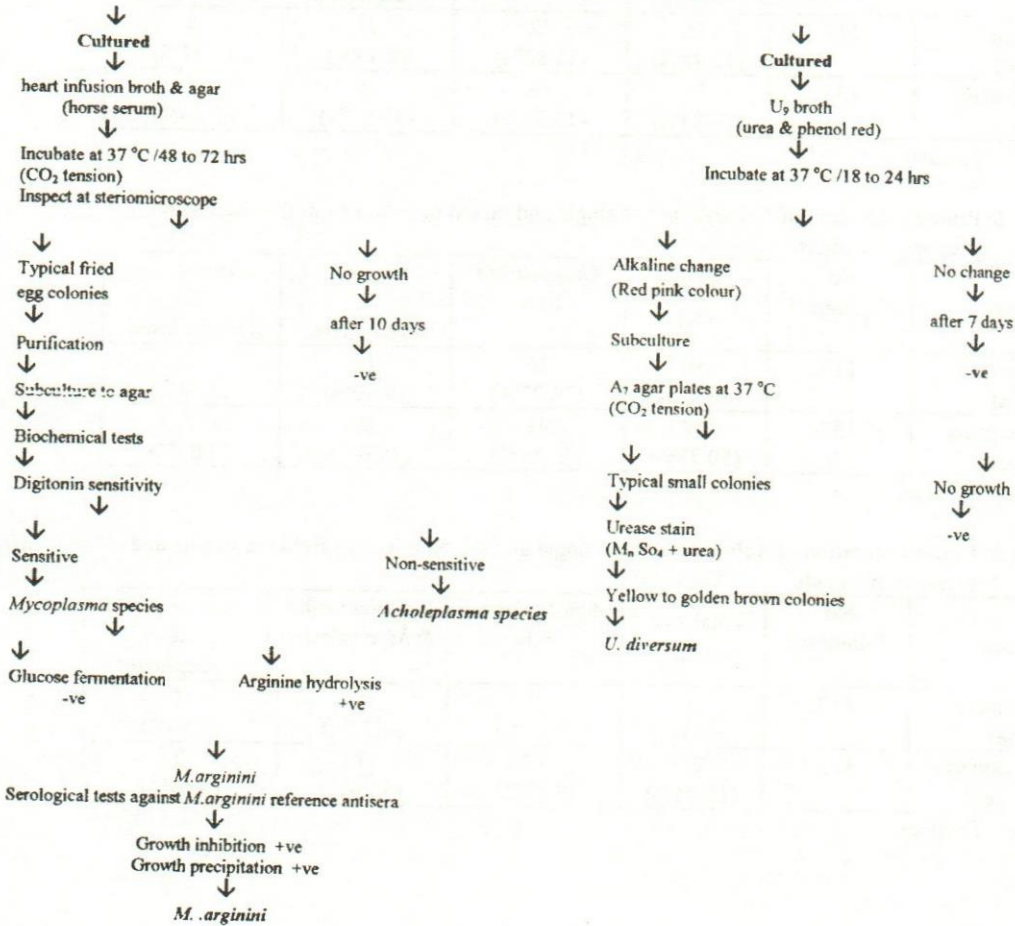 Cultured
heart infusion broth & agar
(horse serum)
Incubate at 37 °C /48 to 72 hrs
(CO₂ tension)
Inspect at steriomicroscope
Typical fried
egg colonies
Purification
Subculture to agar
Biochemical tests
Digitonin sensitivity
No growth
after 10 days
-ve
Sensitive
Mycoplasma species
Non-sensitive
Acholeplasma species
Glucose fermentation
-ve
Arginine hydrolysis
+ve
M.arginini
Serological tests against M.arginini reference antisera
Growth inhibition +ve
Growth precipitation +ve
M. .arginini
Cultured
U₉ broth
(urea & phenol red)
Incubate at 37 °C /18 to 24 hrs
Alkaline change
(Red pink colour)
Subculture
A₇ agar plates at 37 °C
(CO₂ tension)
No change
after 7 days
-ve
Typical small colonies
Urease stain
(Mₙ So₄ + urea)
Yellow to golden brown colonies
U. diversum
No growth
-ve